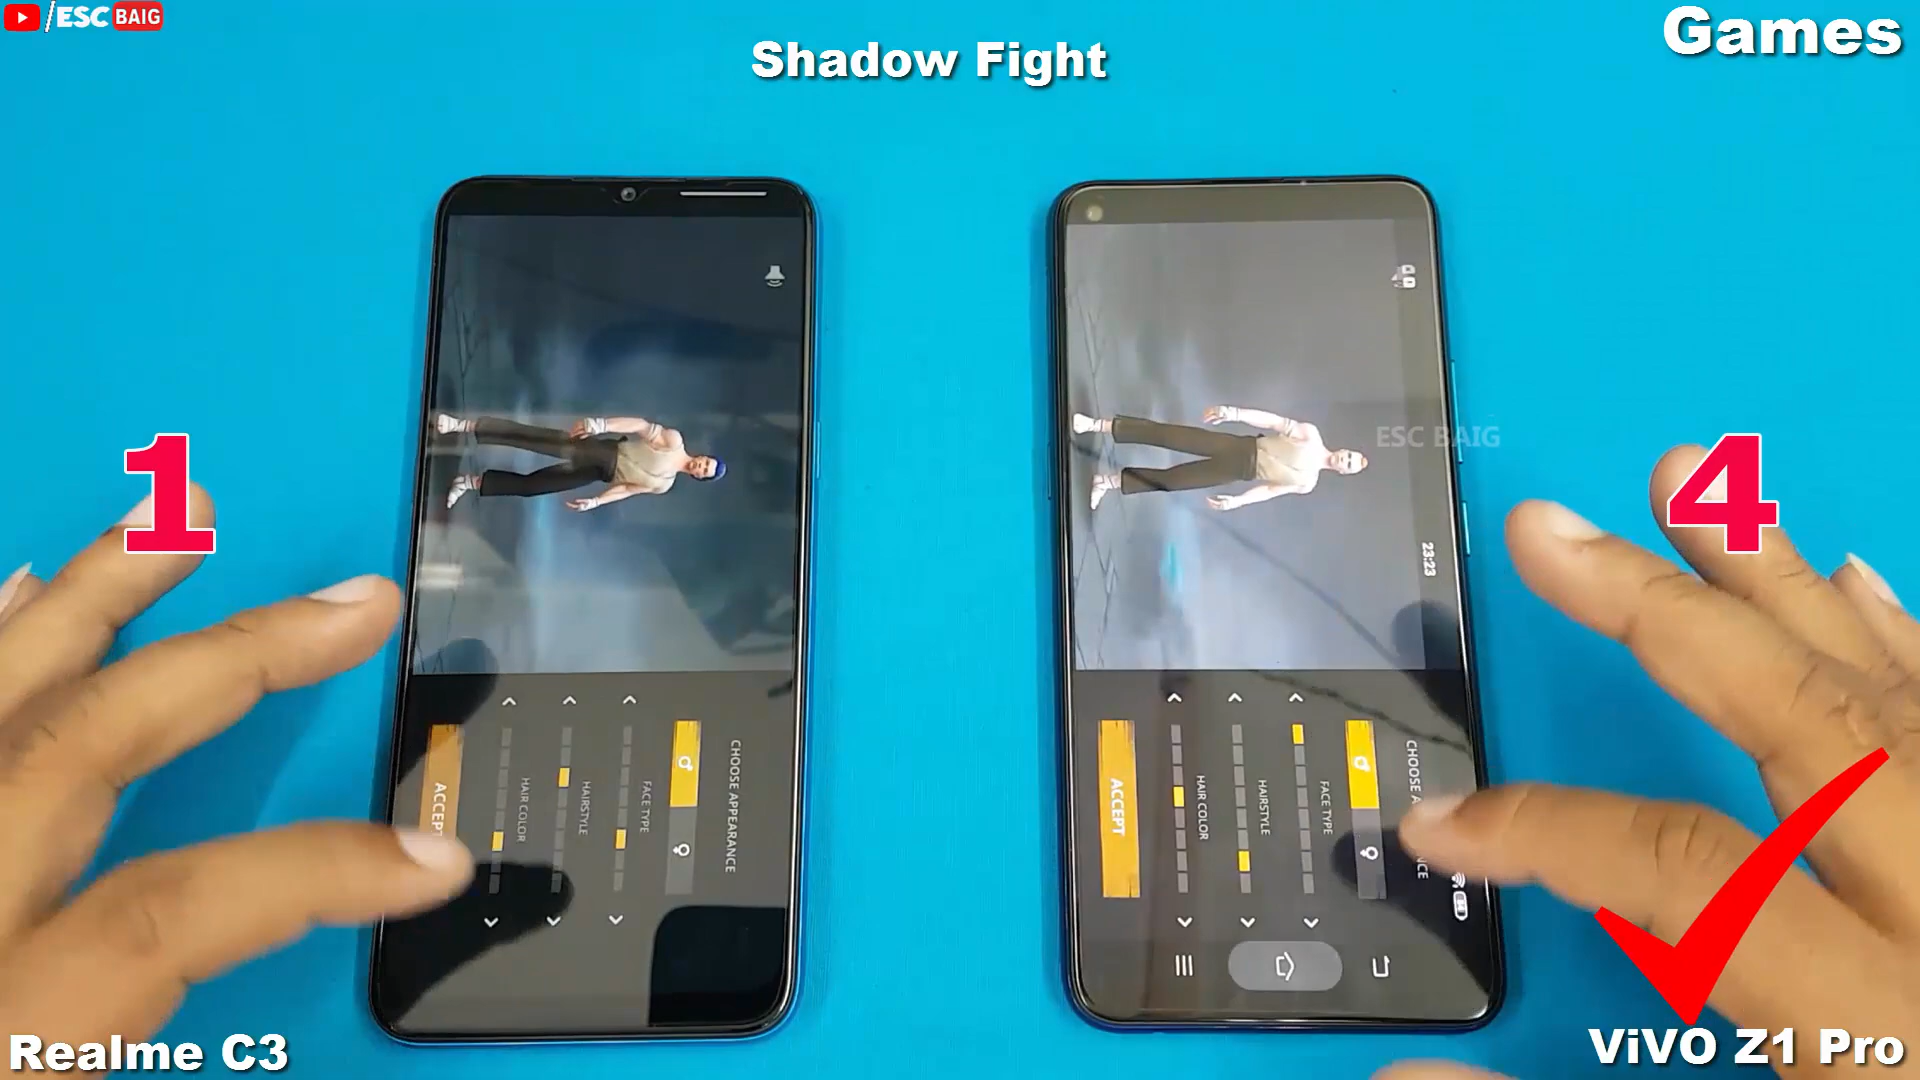 /ESC BAIG
Games
Shadow Fight
ESC BAIG
1
4
23:23
CHOOSE APPEARANCE
FACE TYPE
HAIRSTYLE
HAIR COLOR
ACCEPT
FACE TYPE
HAIRSTYLE
HAIR COLOR
ACCEPT
Realme C3
ViVO Z1 Pro